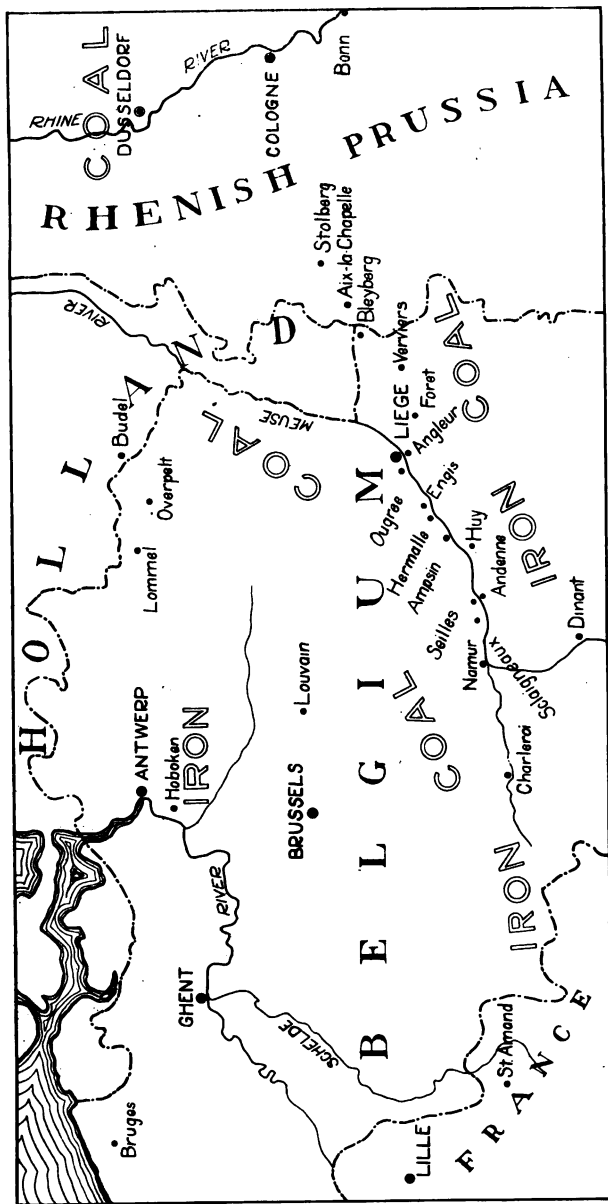 HOLLAND
RHENISH PRUSSIA
BELGIUM
FRANCE
RHINE
RIVER
COAL
DUSSELDORF
COLOGNE
Bonn
Stolberg
Aix-la-Chapelle
Bleyberg
Verviers
RIVER
MEUSE
Budel
Overpelt
Lommel
COAL
LIEGE
Foret
Angleur
COAL
Ougree
Engis
Hermalle
Ampsin
Huy
IRON
Andenne
Seilles
Namur
Sclaigneaux
Dinant
COAL
Charleroi
IRON
ANTWERP
Hoboken
IRON
Louvain
BRUSSELS
RIVER
GHENT
SCHELDE
Bruges
LILLE
St Amand